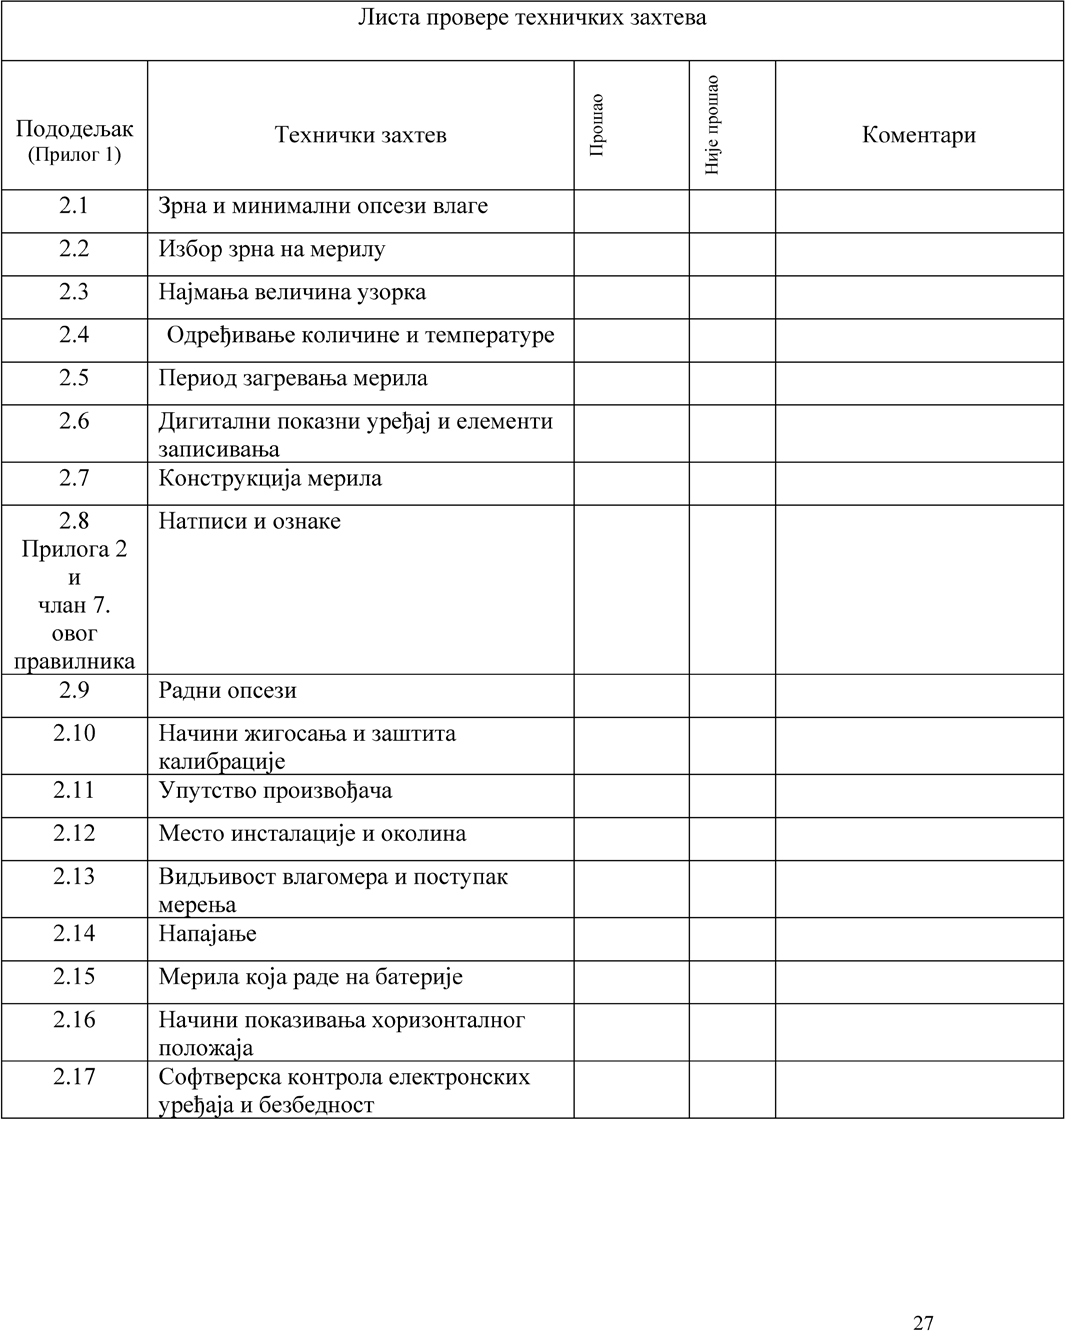 Листа провере техничких захтева
Пододељак
(Прилог 1)
Технички захтев
Прошао
Није прошао
Коментари
2.1 Зрна и минимални опсези влаге
2.2 Избор зрна на мерилу
2.3 Најмања величина узорка
2.4 Одређивање количине и температуре
2.5 Период загревања мерила
2.6 Дигитални показни уређај и елементи
записивања
2.7 Конструкција мерила
2.8 Натписи и ознаке
Прилога 2
и
члан 7.
овог
правилника
2.9 Радни опсези
2.10 Начини жигосања и заштита
калибрације
2.11 Упутство произвођача
2.12 Место инсталације и околина
2.13 Видљивост влагомера и поступак
мерења
2.14 Напајање
2.15 Мерила која раде на батерије
2.16 Начини показивања хоризонталног
положаја
2.17 Софтверска контрола електронских
уређаја и безбедност
27